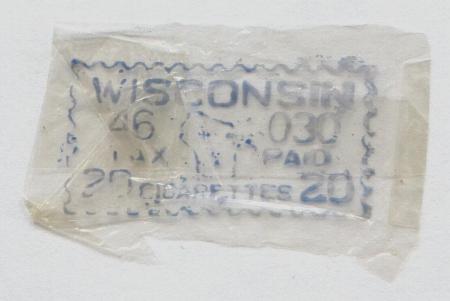 WISCONSIN
46 030
TAX PAID
20 CIGARETTES 20